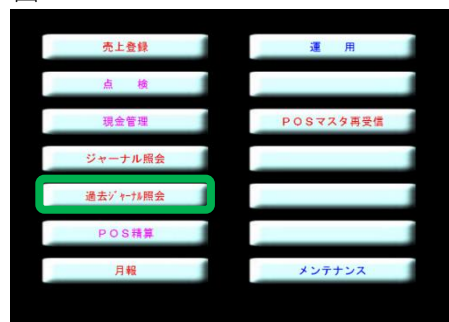 売上登録
点　検
現金管理
ジャーナル照会
過去ｼﾞｬｰﾅﾙ照会
ＰＯＳ精算
月報
運　用
ＰＯＳマスタ再受信
メンテナンス